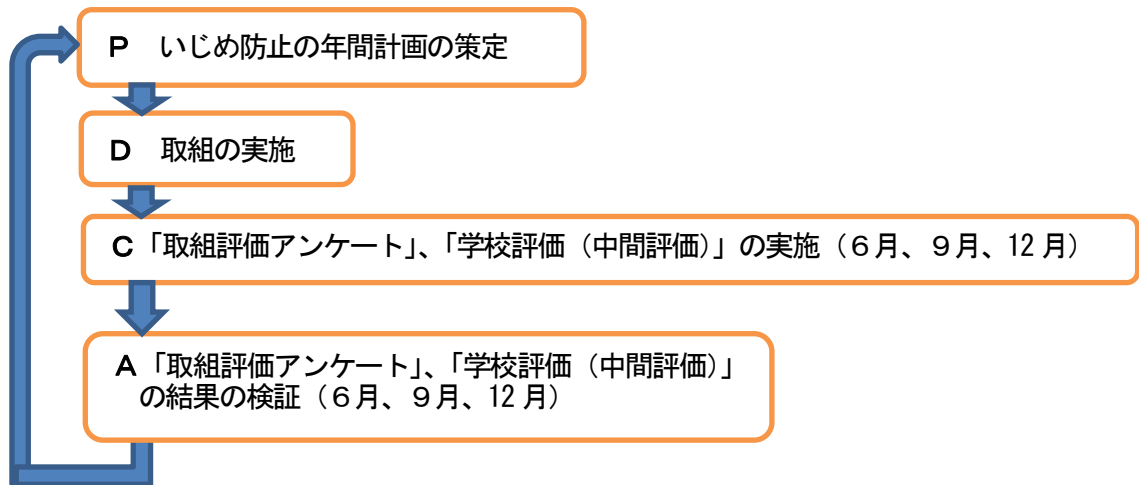 Ｐ　いじめ防止の年間計画の策定
Ｄ　取組の実施
Ｃ「取組評価アンケート」、「学校評価（中間評価）」の実施（６月、９月、12 月）
Ａ「取組評価アンケート」、「学校評価（中間評価）」
の結果の検証（６月、９月、12 月）